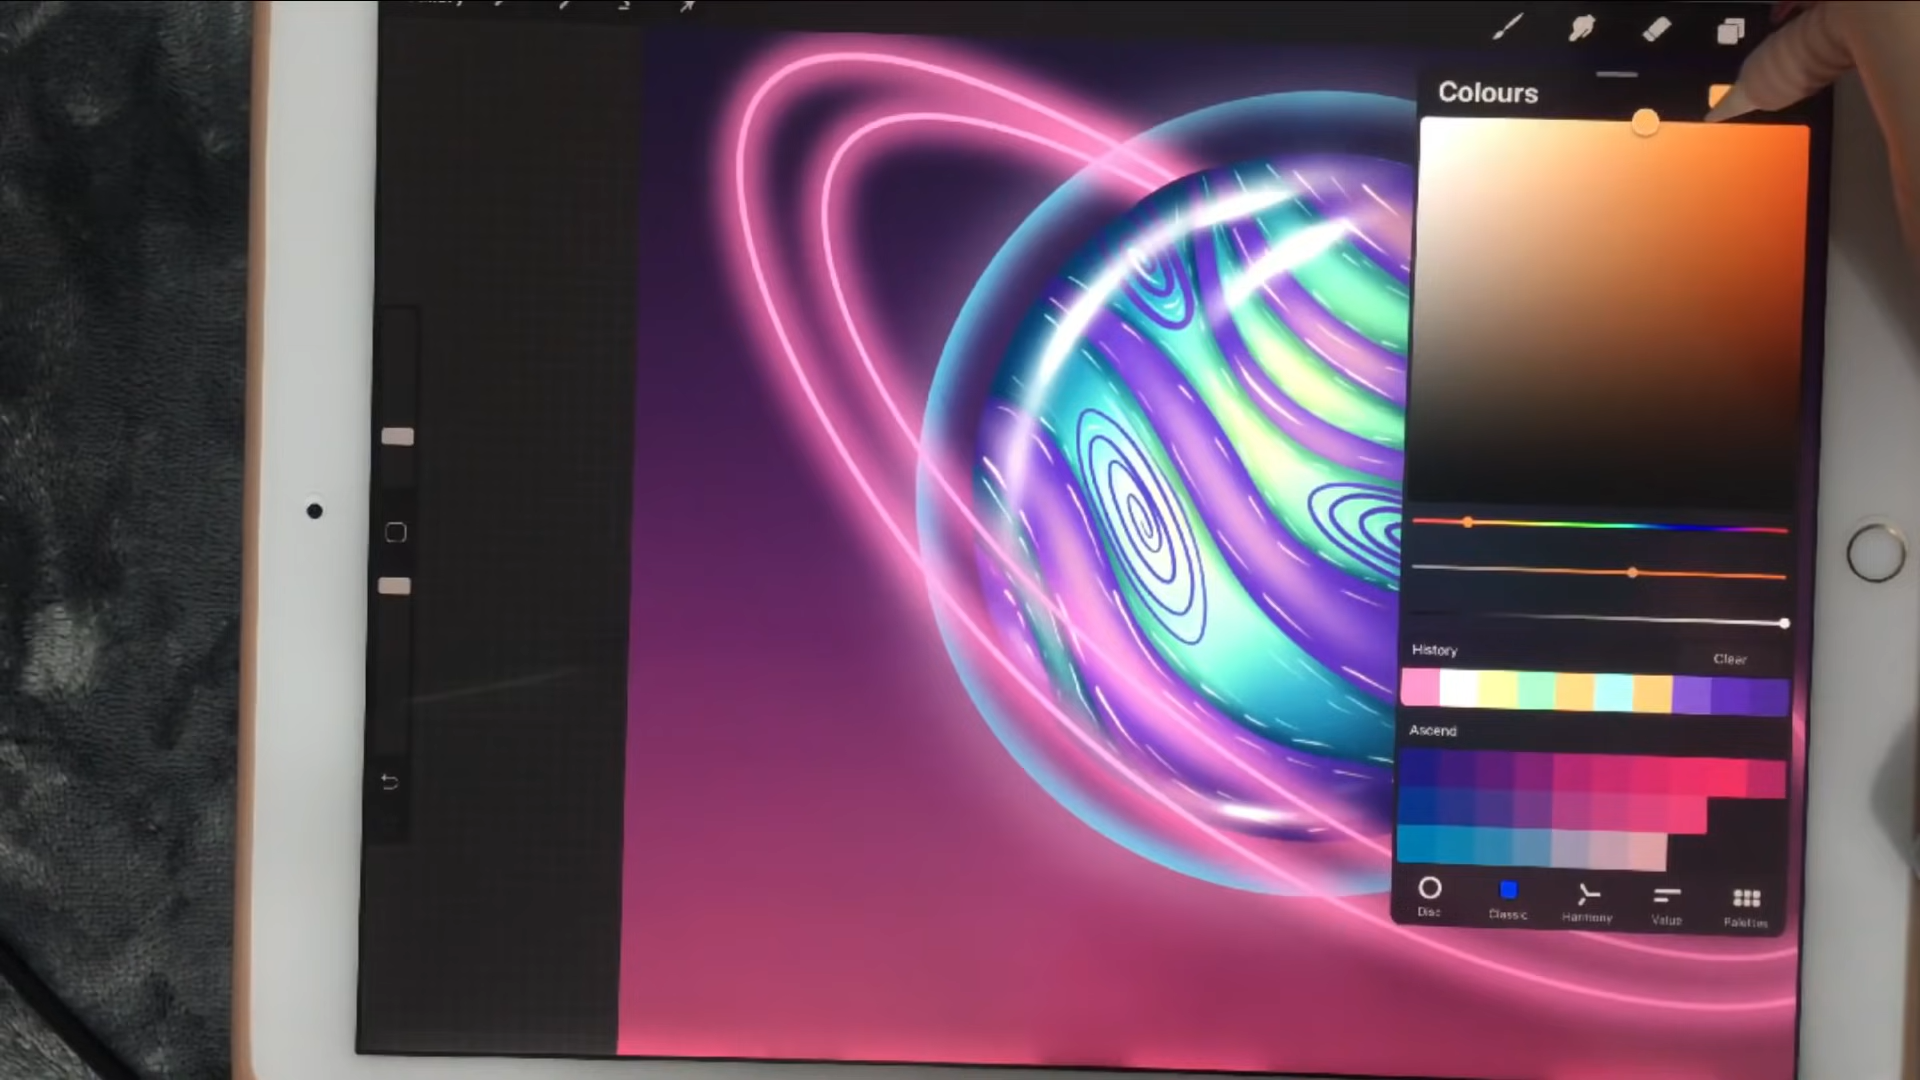 Colours
History
Clear
Ascend
Disc
Classic
Harmony
Value
Palettes